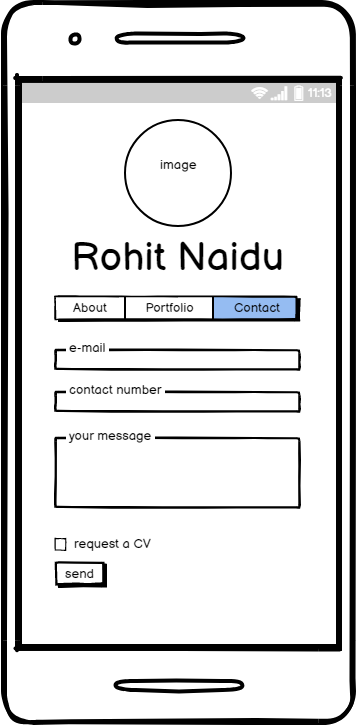 11:13
image
Rohit Naidu
About Portfolio Contact
e-mail
contact number
your message
request a CV
send